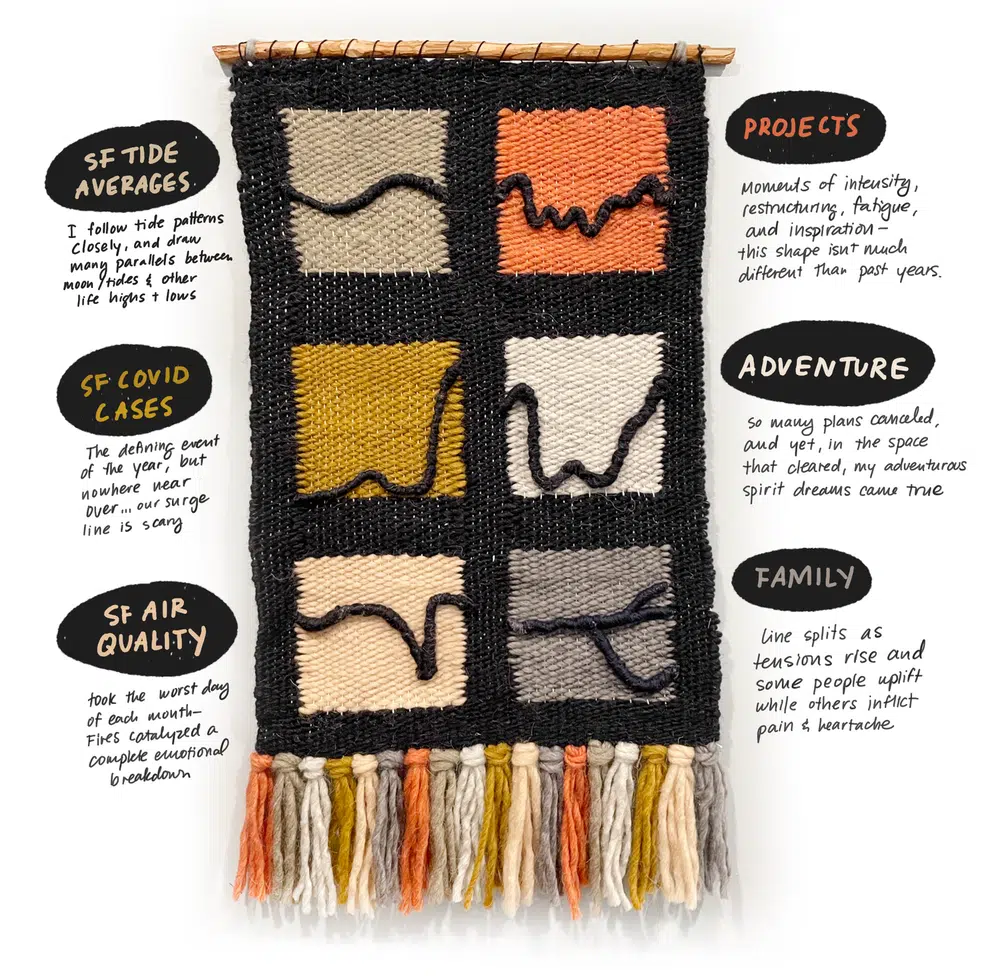 SF TIDE
AVERAGES
I follow tide patterns
closely, and draw
many parallels between
moon/tides & other
life highs + lows
SF COVID
CASES
The defining event
of the year, but
nowhere near
over... our surge
line is scary
SF AIR
QUALITY
took the worst day
of each month—
Fires catalyzed a
complete emotional
breakdown
PROJECTS
Moments of intensity,
restructuring, fatigue,
and inspiration—
this shape isn't much
different than past years.
ADVENTURE
So many plans canceled,
and yet, in the space
that cleared, my adventurous
spirit dreams came true
FAMILY
Line splits as
tensions rise and
some people uplift
while others inflict
pain & heartache